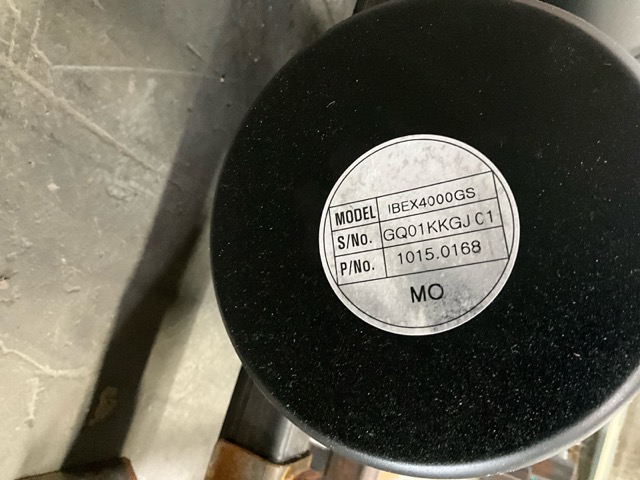 MODEL IBEX4000GS
S/No. GQ01KKGJ C1
P/No. 1015.0168
MO